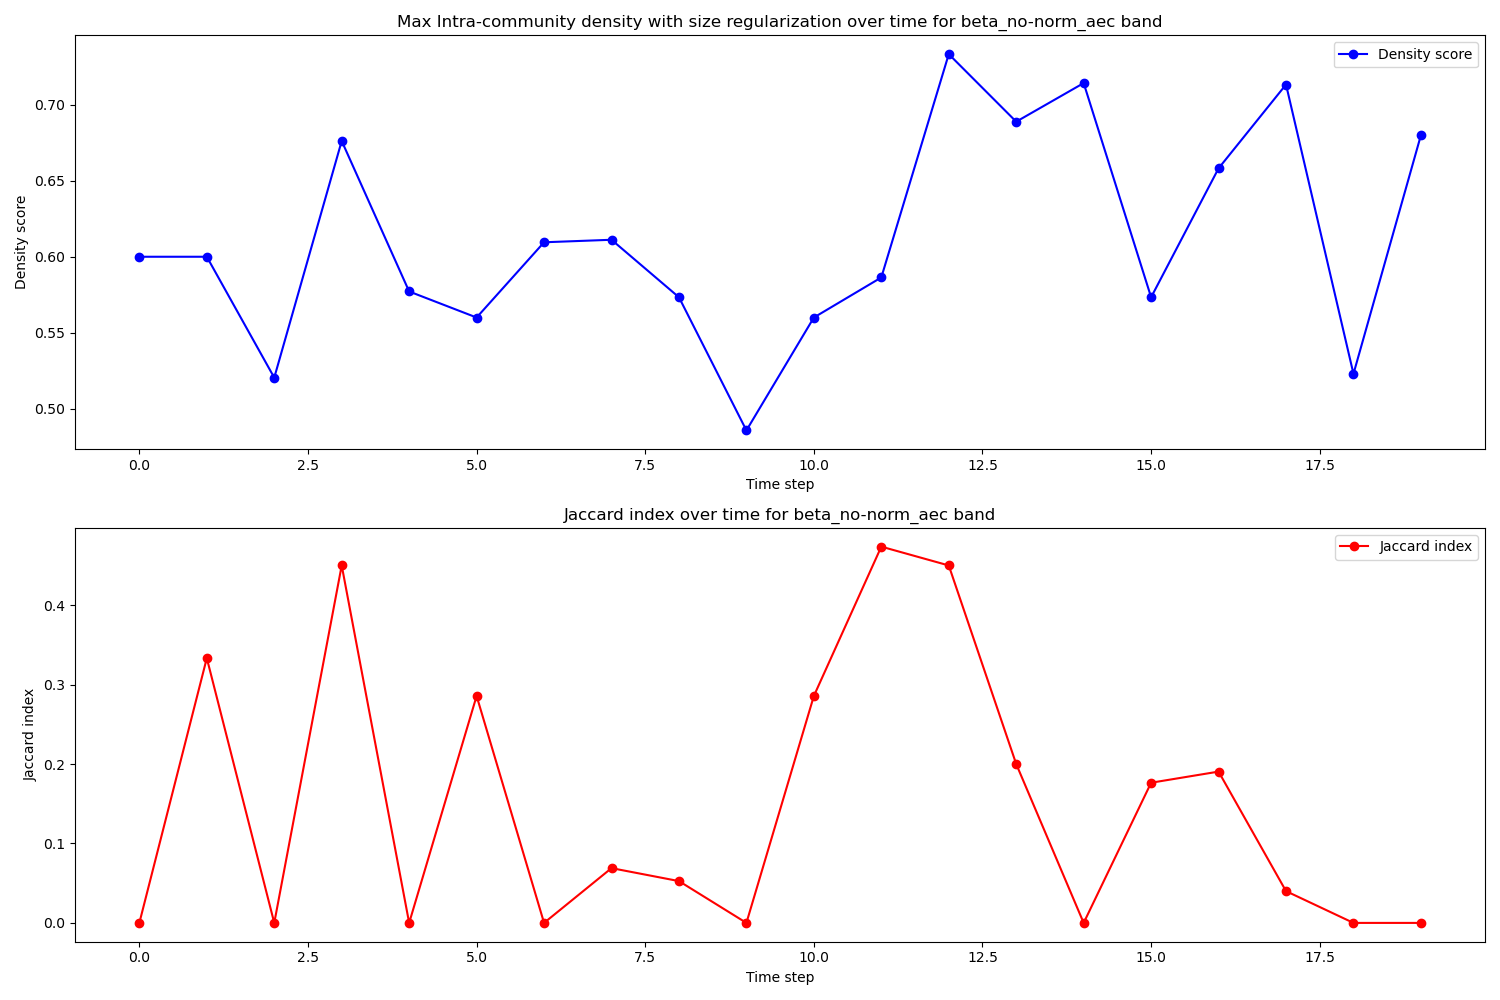 Max Intra-community density with size regularization over time for beta_no-norm_aec band
Density score
0.70
0.65
0.60
0.55
0.50
Density score
0.0 2.5 5.0 7.5 10.0 12.5 15.0 17.5
Time step
Jaccard index over time for beta_no-norm_aec band
Jaccard index
0.4
0.3
0.2
0.1
0.0
Jaccard index
0.0 2.5 5.0 7.5 10.0 12.5 15.0 17.5
Time step